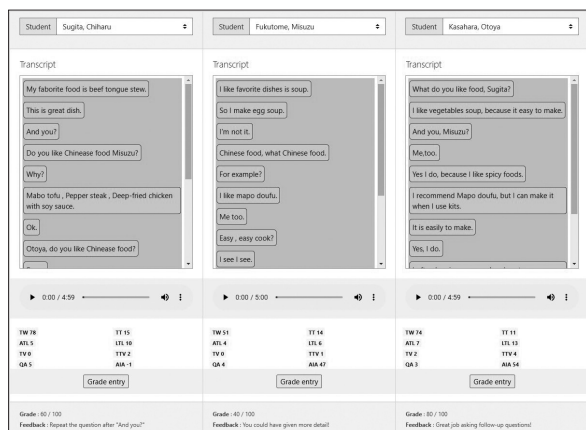 Student Sugita, Chiharu
Transcript
My faborite food is beef tongue stew.
This is great dish.
And you?
Do you like Chinease food Misuzu?
Why?
Mabo tofu , Pepper steak , Deep-fried chicken
with soy sauce.
Ok.
Otoya, do you like Chinease food?
0:00 / 4:59
TW 78 TT 15
ATL 5 LTL 10
TV 0 TTV 2
QA 5 AIA -1
Grade entry
Grade : 60 / 100
Feedback : Repeat the question after "And you?"
Student Fukutome, Misuzu
Transcript
I like favorite dishes is soup.
So I make egg soup.
I'm not it.
Chinese food, what Chinese food.
For example?
I like mapo doufu.
Me too.
Easy , easy cook?
I see I see.
0:00 / 5:00
TW 51 TT 14
ATL 4 LTL 6
TV 0 TTV 1
QA 4 AIA 47
Grade entry
Grade : 40 / 100
Feedback : You could have given more detail!
Student Kasahara, Otoya
Transcript
What do you like food, Sugita?
I like vegetables soup, because it easy to make.
And you, Misuzu?
Me,too.
Yes I do, because I like spicy foods.
I recommend Mapo doufu, but I can make it
when I use kits.
It is easily to make.
Yes, I do.
0:00 / 4:59
TW 74 TT 11
ATL 7 LTL 13
TV 2 TTV 4
QA 3 AIA 54
Grade entry
Grade : 80 / 100
Feedback : Great job asking follow-up questions!